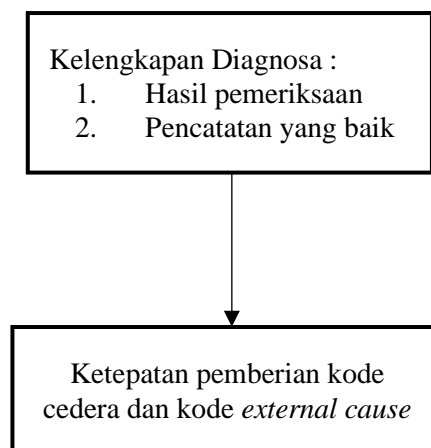 Kelengkapan Diagnosa :
1. Hasil pemeriksaan
2. Pencatatan yang baik
Ketepatan pemberian kode
cedera dan kode external cause